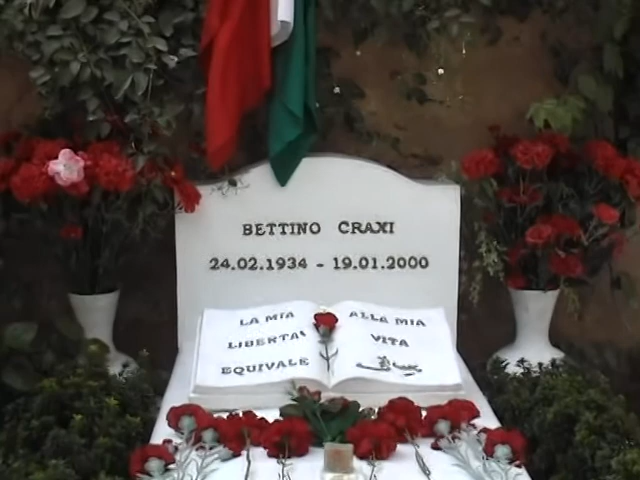 BETTINO CRAXI
24.02.1934 - 19.01.2000
LA MIA
LIBERTA'
EQUIVALE
ALLA MIA
VITA